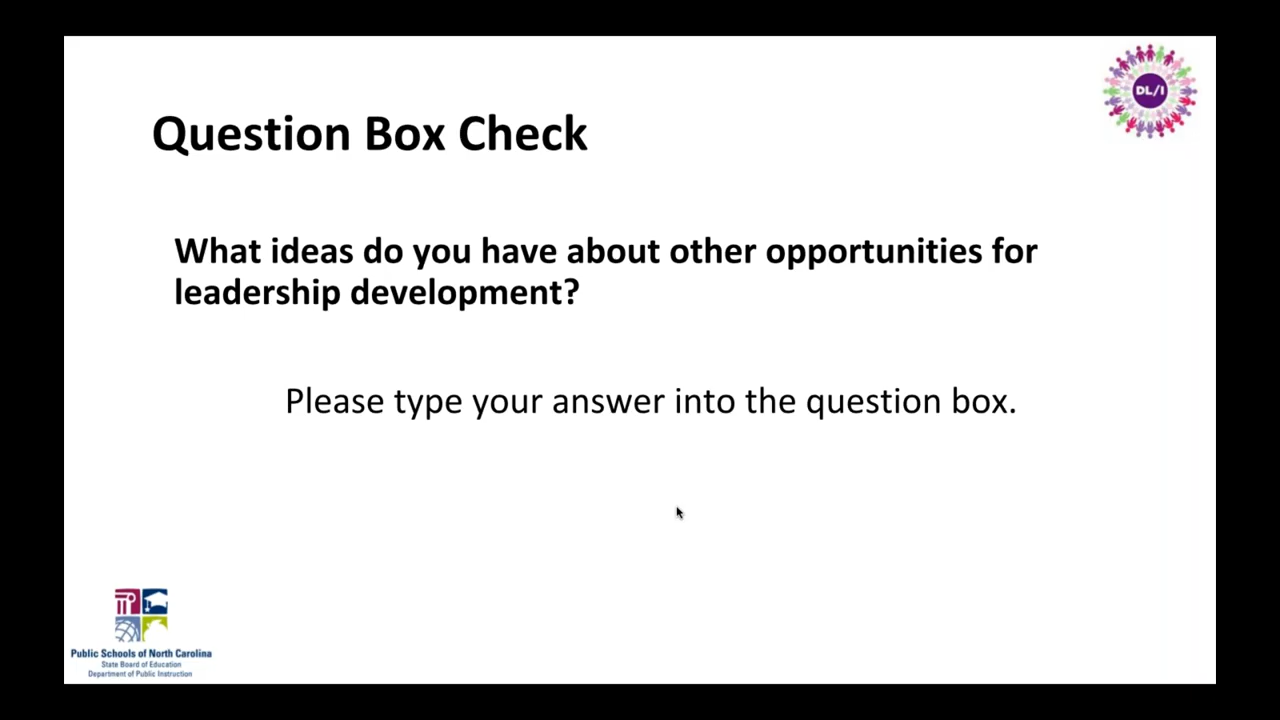 DL/I
Question Box Check
What ideas do you have about other opportunities for
leadership development?
Please type your answer into the question box.
Public Schools of North Carolina
State Board of Education
Department of Public Instruction